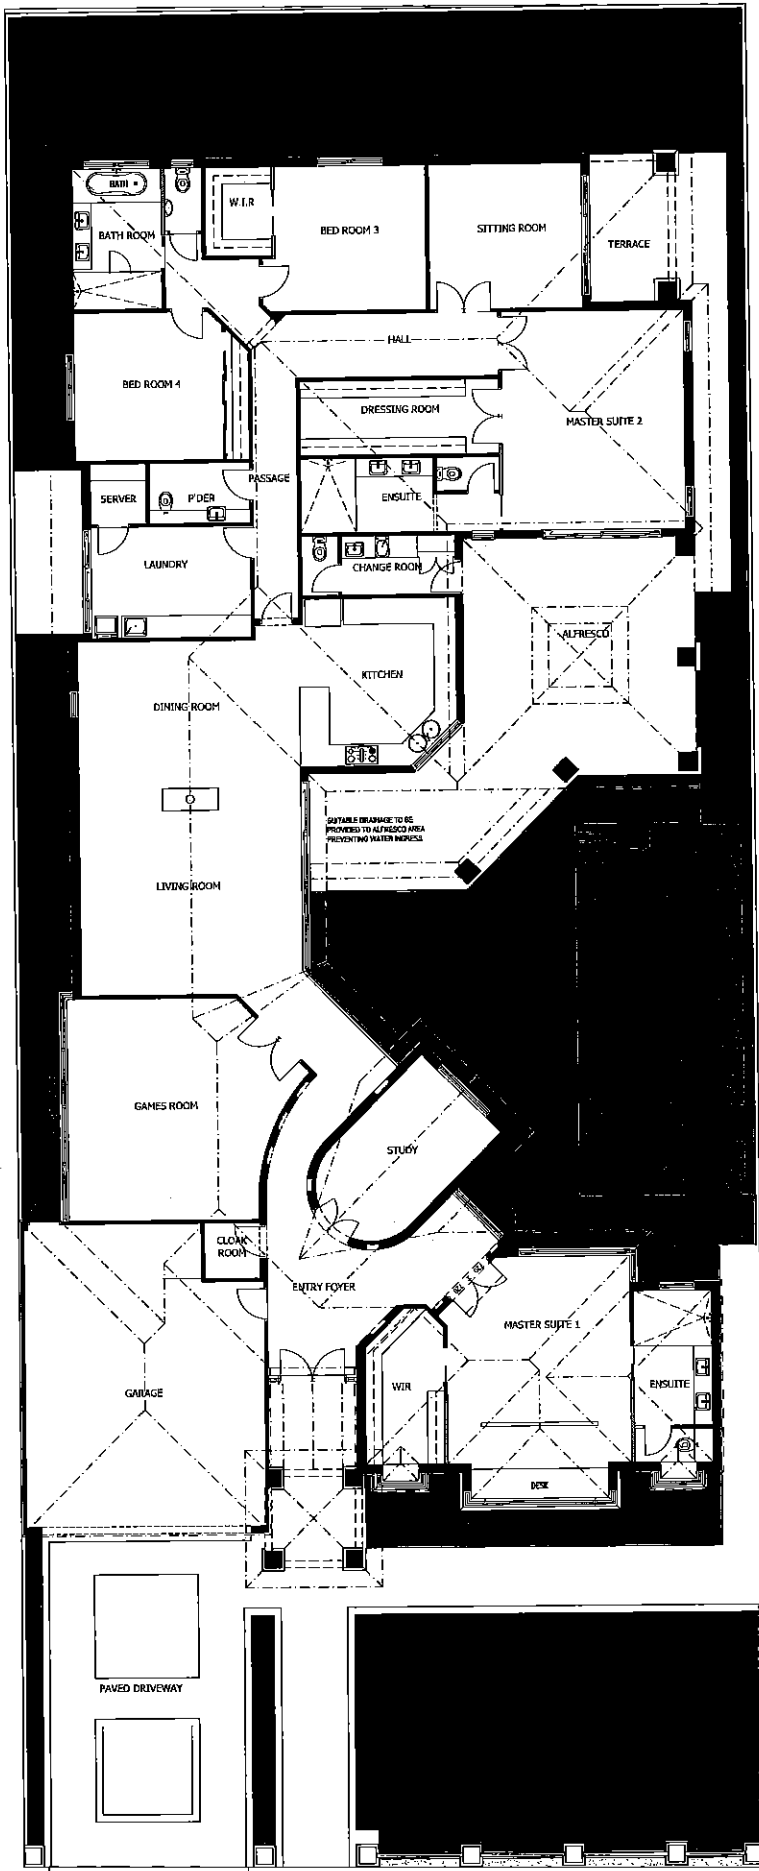 BATH
W.I.R
BATH ROOM
BED ROOM 3
SITTING ROOM
TERRACE
HALL
BED ROOM 4
DRESSING ROOM
MASTER SUITE 2
PASSAGE
SERVER
P'DER
ENSUITE
LAUNDRY
CHANGE ROOM
ALFRESCO
KITCHEN
DINING ROOM
SUITABLE DRAINAGE TO BE
PROVIDED TO ALFRESCO AREA
PREVENTING WATER INGRESS.
LIVING ROOM
GAMES ROOM
STUDY
CLOAK
ROOM
ENTRY FOYER
MASTER SUITE 1
WIR
ENSUITE
GARAGE
DESK
PAVED DRIVEWAY